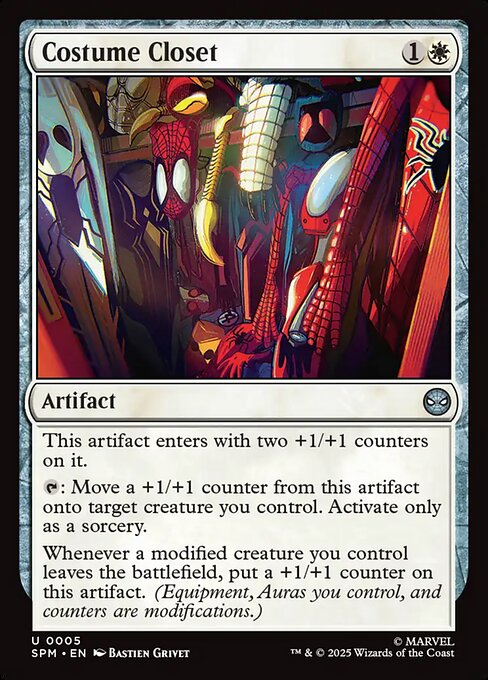 Costume Closet 1
Artifact
This artifact enters with two +1/+1 counters
on it.
: Move a +1/+1 counter from this artifact
onto target creature you control. Activate only
as a sorcery.
Whenever a modified creature you control
leaves the battlefield, put a +1/+1 counter on
this artifact. (Equipment, Auras you control, and
counters are modifications.)
U 0005
SPM • EN Bastien Grivet
© MARVEL
™ & © 2025 Wizards of the Coast